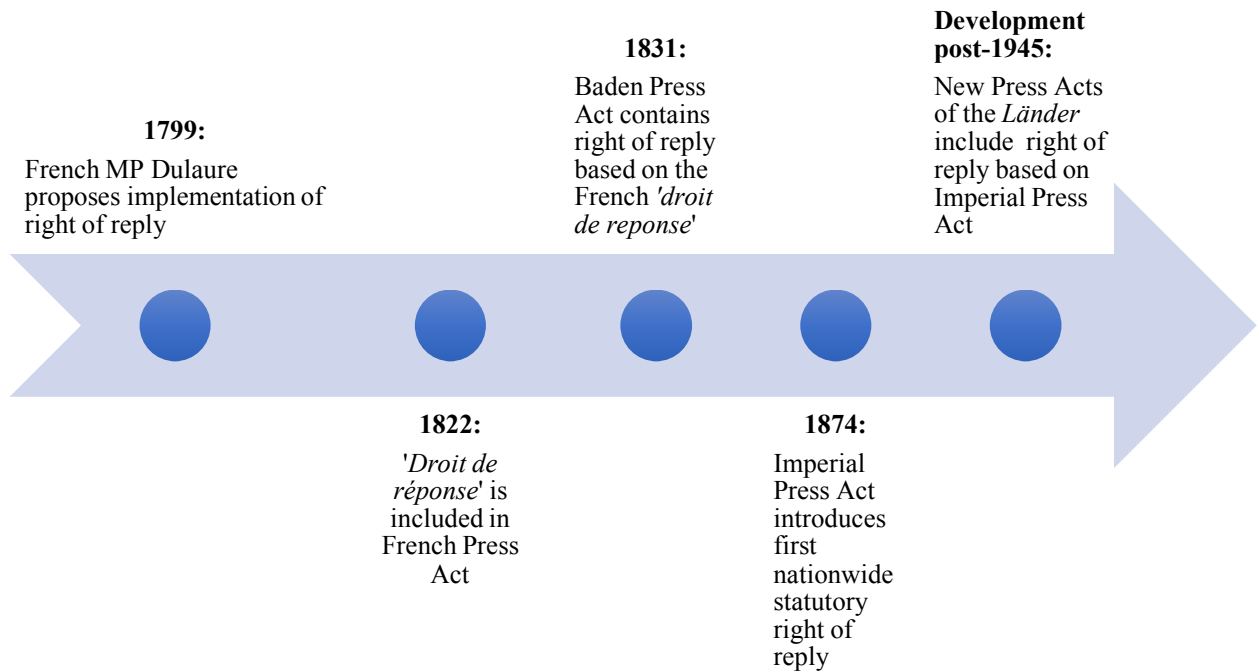 1799:
French MP Dulaure
proposes implementation of
right of reply
1822:
'Droit de
réponse' is
included in
French Press
Act
1831:
Baden Press
Act contains
right of reply
based on the
French 'droit
de reponse'
1874:
Imperial
Press Act
introduces
first
nationwide
statutory
right of
reply
Development
post-1945:
New Press Acts
of the Länder
include right of
reply based on
Imperial Press
Act